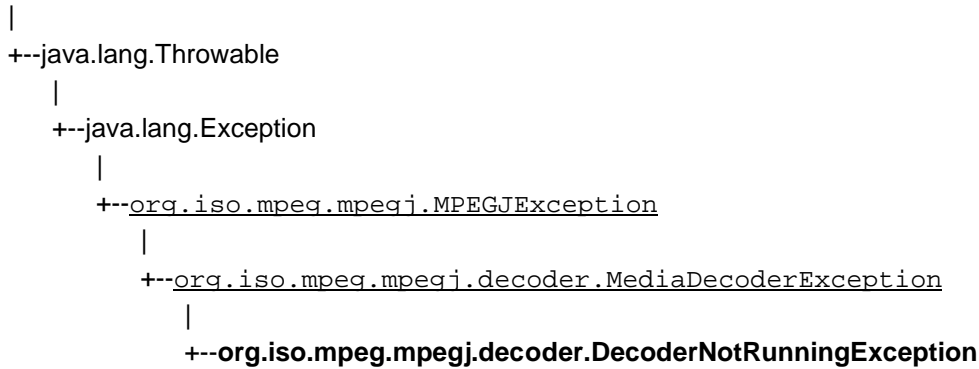 |
+--java.lang.Throwable
|
+--java.lang.Exception
|
+--org.iso.mpeg.mpegj.MPEGJException
|
+--org.iso.mpeg.mpegj.decoder.MediaDecoderException
|
+--org.iso.mpeg.mpegj.decoder.DecoderNotRunningException